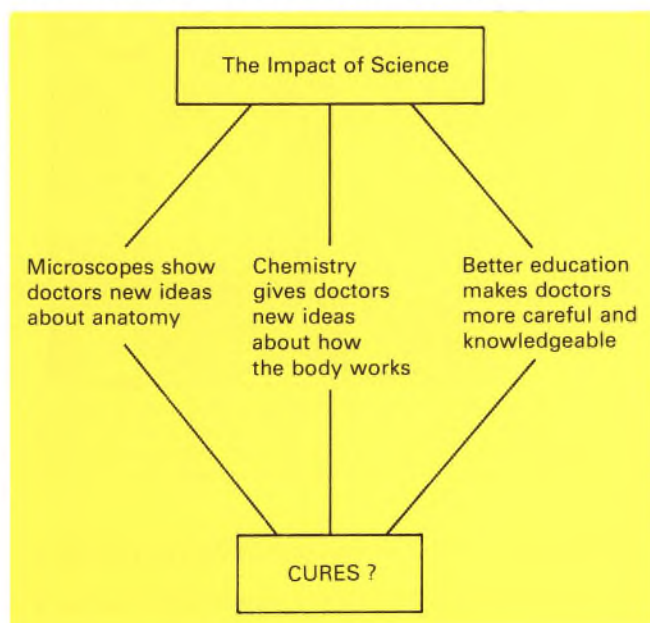 The Impact of Science
Microscopes show
doctors new ideas
about anatomy
Chemistry
gives doctors
new ideas
about how
the body works
Better education
makes doctors
more careful and
knowledgeable
CURES ?